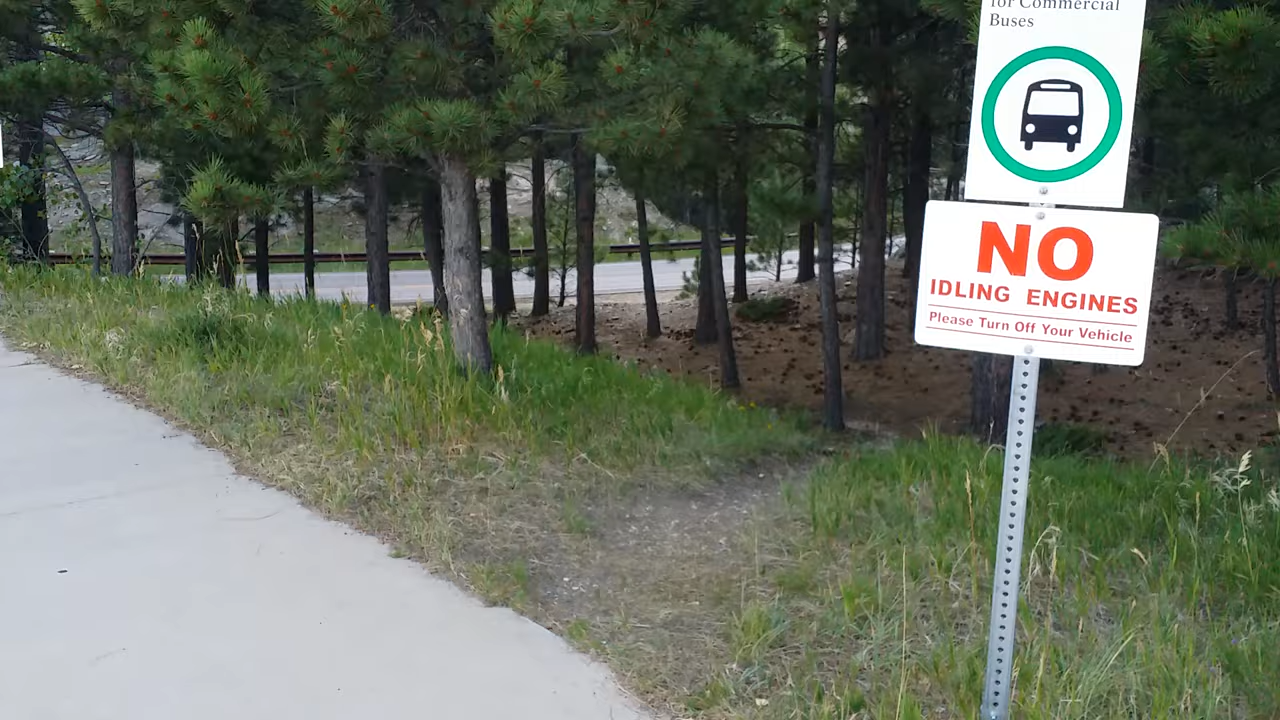 for Commercial
Buses
NO
IDLING ENGINES
Please Turn Off Your Vehicle